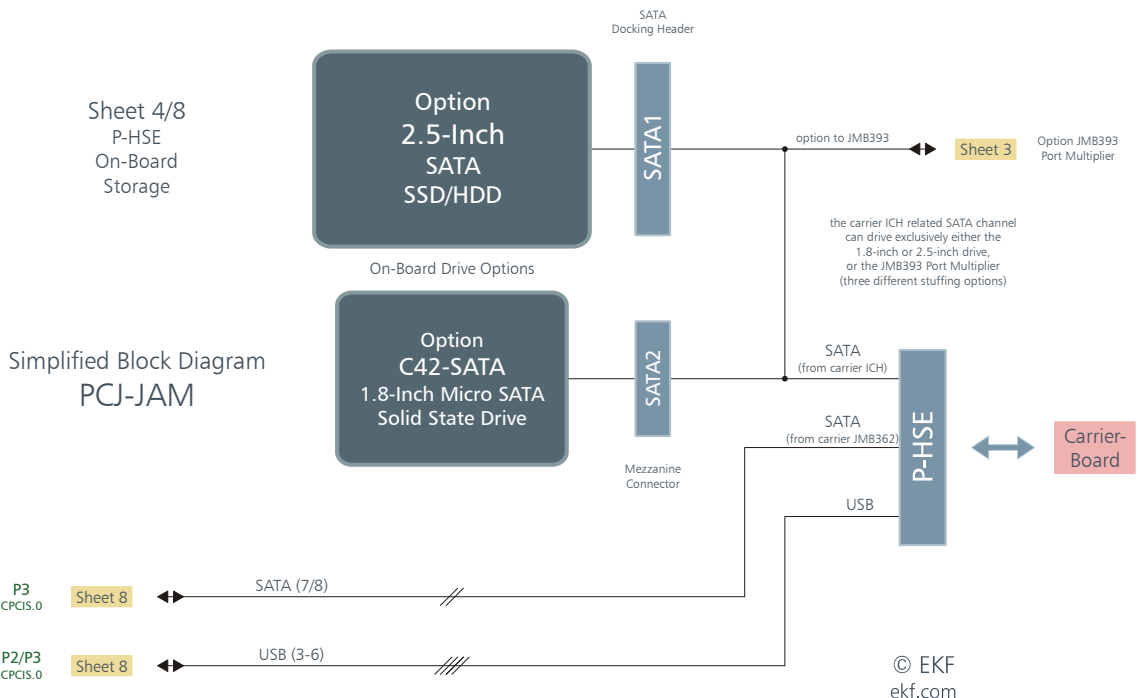 SATA
Docking Header
Sheet 4/8
P-HSE
On-Board
Storage
Option
2.5-Inch
SATA
SSD/HDD
SATA1
option to JMB393
Sheet 3
Option JMB393
Port Multiplier
the carrier ICH related SATA channel
can drive exclusively either the
1.8-inch or 2.5-inch drive,
or the JMB393 Port Multiplier
(three different stuffing options)
On-Board Drive Options
Simplified Block Diagram
PCJ-JAM
Option
C42-SATA
1.8-Inch Micro SATA
Solid State Drive
SATA2
Mezzanine
Connector
SATA
(from carrier ICH)
SATA
(from carrier JMB362)
USB
P-HSE
Carrier-
Board
P3
CPCIS.0
Sheet 8
SATA (7/8)
P2/P3
CPCIS.0
Sheet 8
USB (3-6)
© EKF
ekf.com